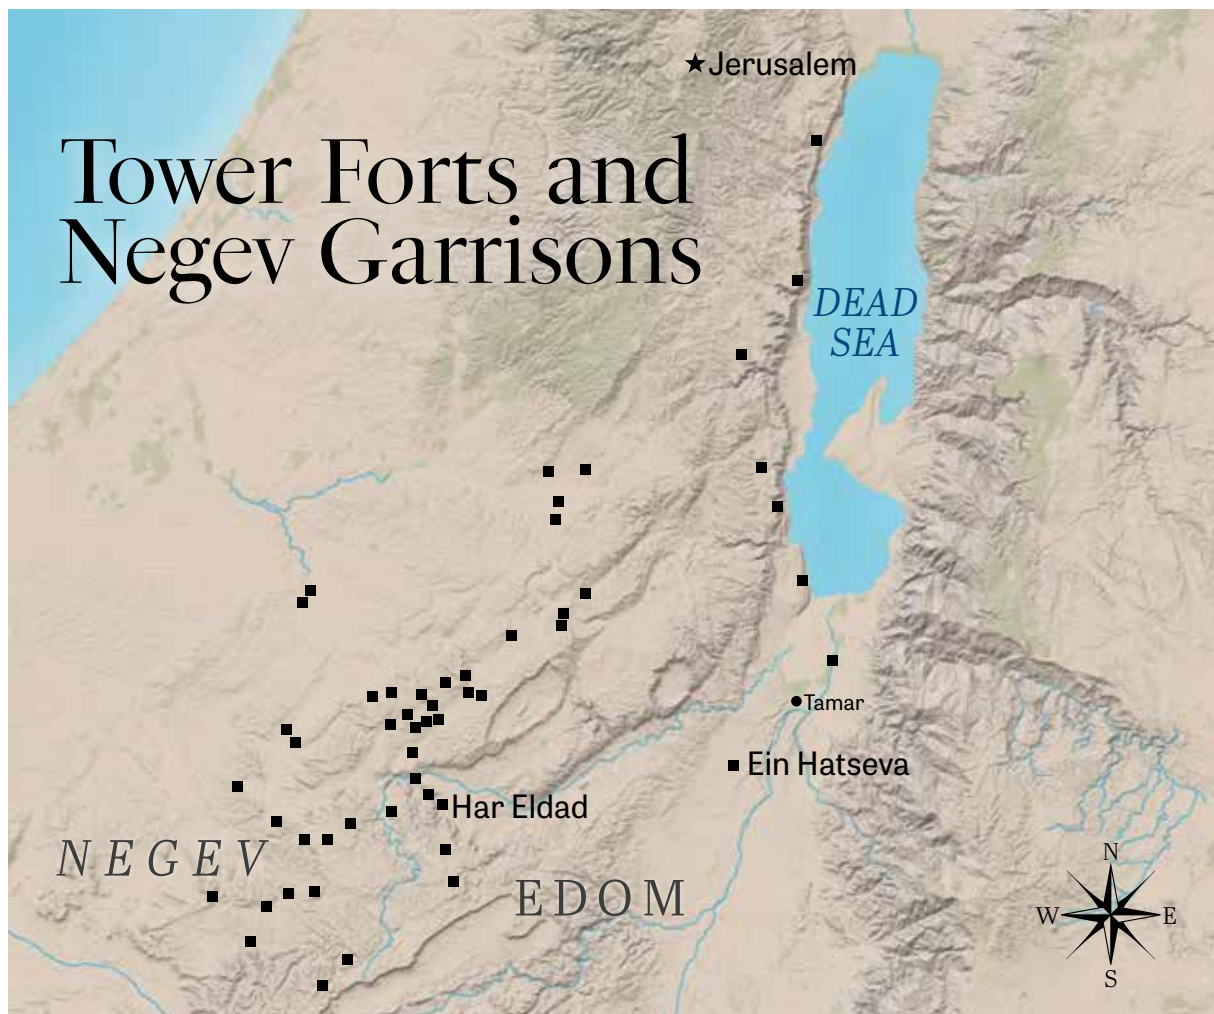 Jerusalem
Tower Forts and
Negev Garrisons
DEAD
SEA
Tamar
Ein Hatseva
Har Eldad
NEGEV
EDOM
N
W E
S